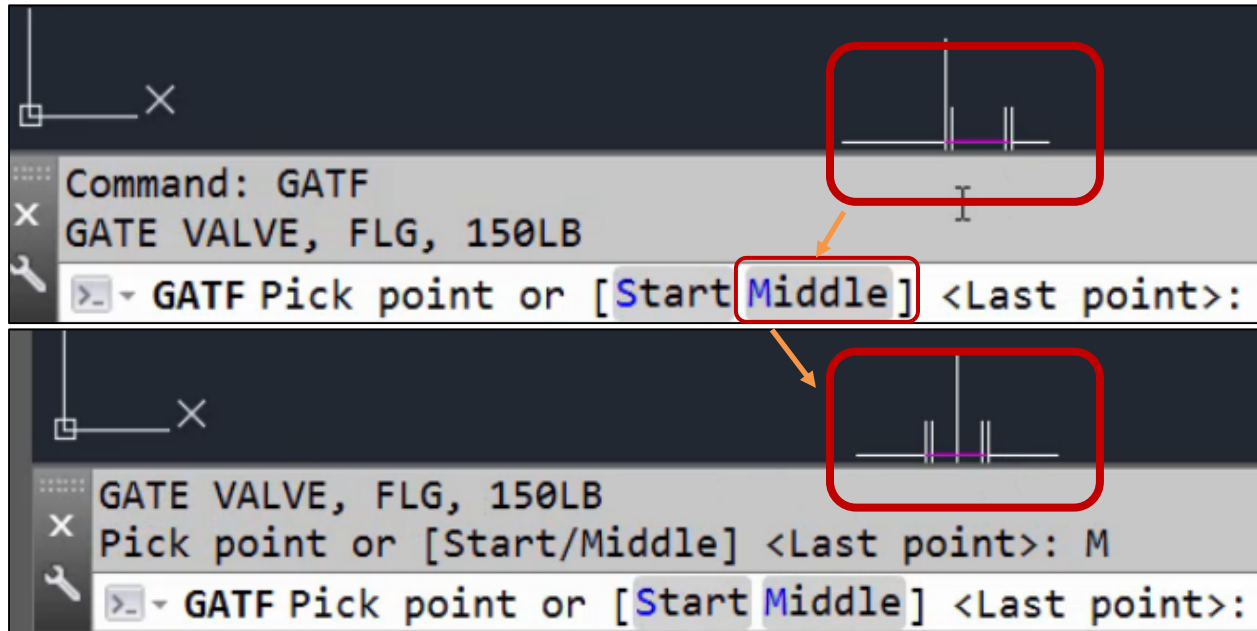 Command: GATF
GATE VALVE, FLG, 150LB
GATF Pick point or [Start Middle] <Last point>:
GATE VALVE, FLG, 150LB
Pick point or [Start/Middle] <Last point>: M
GATF Pick point or [Start Middle] <Last point>: